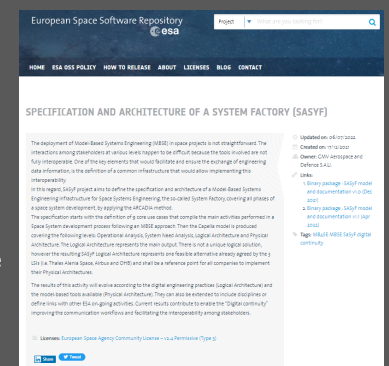 European Space Software Repository
esa
Project
What are you looking for?
HOME ESA OSS POLICY HOW TO RELEASE ABOUT LICENSES BLOG CONTACT
SPECIFICATION AND ARCHITECTURE OF A SYSTEM FACTORY (SASYF)
The deployment of Model-Based Systems Engineering (MBSE) in space projects is not straightforward. The
interactions among stakeholders at various levels happen to be difficult because the tools involved are not
fully interoperable. One of the key elements that would facilitate and ensure the exchange of engineering
data information, is the definition of a common infrastructure that would allow implementing this
interoperability.
In this regard, SASyF project aims to define the specification and architecture of a Model-Based Systems
Engineering infrastructure for Space Systems Engineering, the so-called System Factory, covering all phases of
a space system development, by applying the ARCADIA method.
The specification starts with the definition of 9 core use cases that compile the main activities performed in a
Space System development process following an MBSE approach. Then the Capella model is produced
covering the following levels: Operational Analysis, System Need Analysis, Logical Architecture and Physical
Architecture. The Logical Architecture represents the main output. There is not a unique logical solution,
however the resulting SASyF Logical Architecture represents one feasible alternative already agreed by the 3
LSIs (i.e. Thales Alenia Space, Airbus and OHB) and shall be a reference point for all companies to implement
their Physical Architectures.
The results of this activity will evolve according to the digital engineering practices (Logical Architecture) and
the model based tools available (Physical Architecture). They can also be extended to include disciplines or
define links with other ESA on-going activities. Current results contribute to enable the "Digital continuity"
improving the communication workflows and facilitating the interoperability among stakeholders.
Licenses: European Space Agency Community License – v2.4 Permissive (Type 3)
Share Tweet
Updated on: 06/07/2022
Created on: 17/12/2021
Owner: GMV Aerospace and
Defence S.A.U.
Links:
1. Binary package . SASyF model
and documentation v1.0 (Dec
2021)
2. Binary package . SASyF model
and documentation v1.1 (Apr
2022)
Tags: MB4SE MBSE SASyF digital
continuity